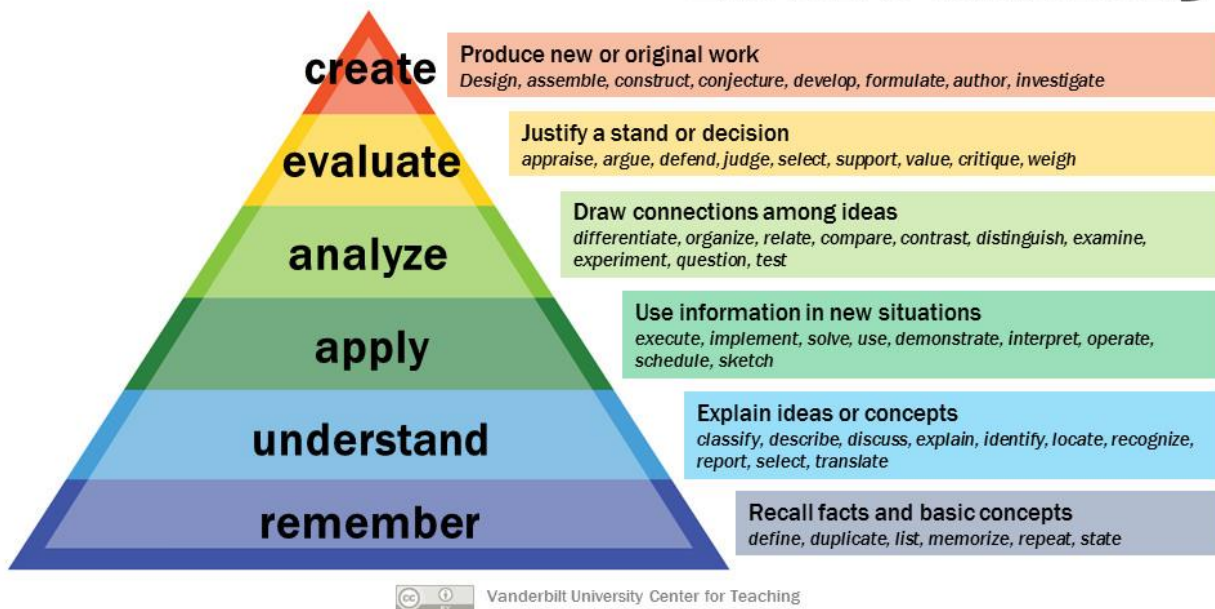 create
Produce new or original work
Design, assemble, construct, conjecture, develop, formulate, author, investigate
evaluate
Justify a stand or decision
appraise, argue, defend, judge, select, support, value, critique, weigh
analyze
Draw connections among ideas
differentiate, organize, relate, compare, contrast, distinguish, examine,
experiment, question, test
apply
Use information in new situations
execute, implement, solve, use, demonstrate, interpret, operate,
schedule, sketch
understand
Explain ideas or concepts
classify, describe, discuss, explain, identify, locate, recognize,
report, select, translate
remember
Recall facts and basic concepts
define, duplicate, list, memorize, repeat, state
cc
Vanderbilt University Center for Teaching